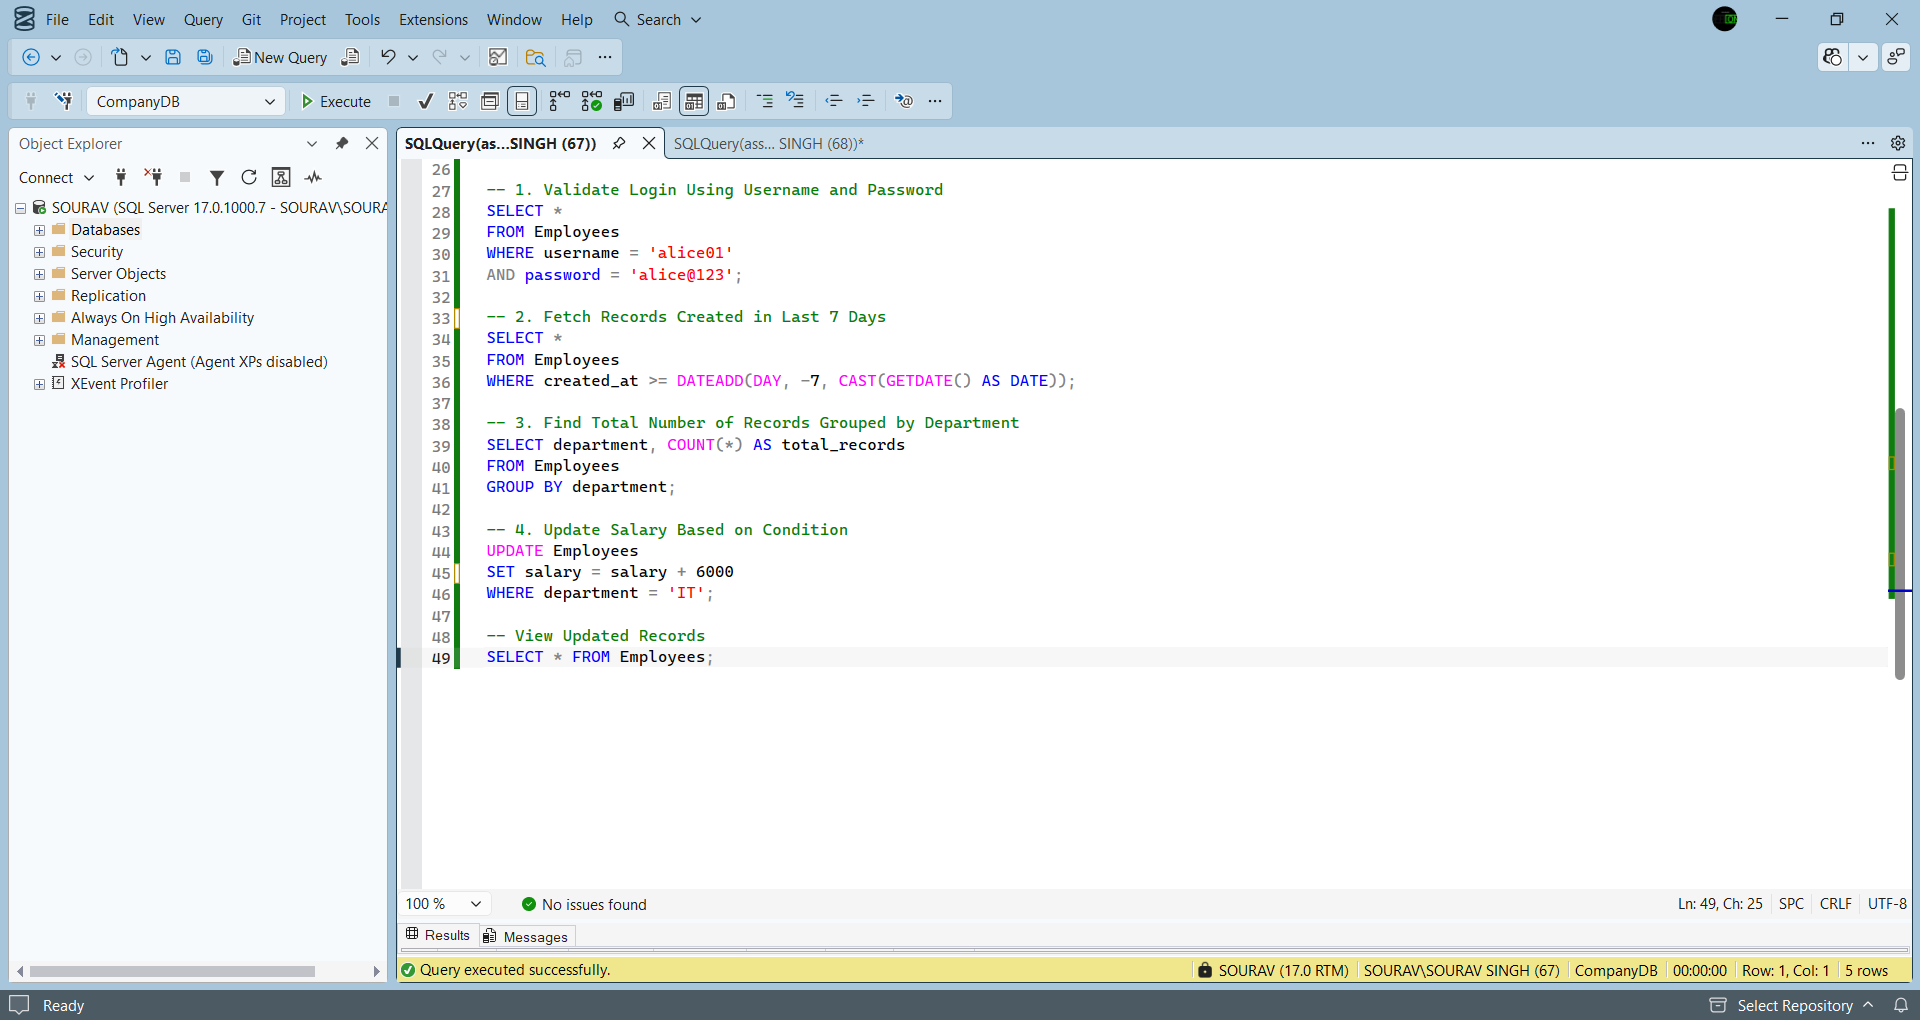 File Edit View Query Git Project Tools Extensions Window Help Search
New Query
CompanyDB Execute
Object Explorer
Connect
SOURAV (SQL Server 17.0.1000.7 - SOURAV\SOURA
Databases
Security
Server Objects
Replication
Always On High Availability
Management
SQL Server Agent (Agent XPs disabled)
XEvent Profiler
SQLQuery(as...SINGH (67)) SQLQuery(ass... SINGH (68))*
26
27 -- 1. Validate Login Using Username and Password
28 SELECT *
29 FROM Employees
30 WHERE username = 'alice01'
31 AND password = 'alice@123';
32
33 -- 2. Fetch Records Created in Last 7 Days
34 SELECT *
35 FROM Employees
36 WHERE created_at >= DATEADD(DAY, -7, CAST(GETDATE() AS DATE));
37
38 -- 3. Find Total Number of Records Grouped by Department
39 SELECT department, COUNT(*) AS total_records
40 FROM Employees
41 GROUP BY department;
42
43 -- 4. Update Salary Based on Condition
44 UPDATE Employees
45 SET salary = salary + 6000
46 WHERE department = 'IT';
47
48 -- View Updated Records
49 SELECT * FROM Employees;
100 % No issues found Ln: 49, Ch: 25 SPC CRLF UTF-8
Results Messages
Query executed successfully. SOURAV (17.0 RTM) SOURAV\SOURAV SINGH (67) CompanyDB 00:00:00 Row: 1, Col: 1 5 rows
Ready Select Repository